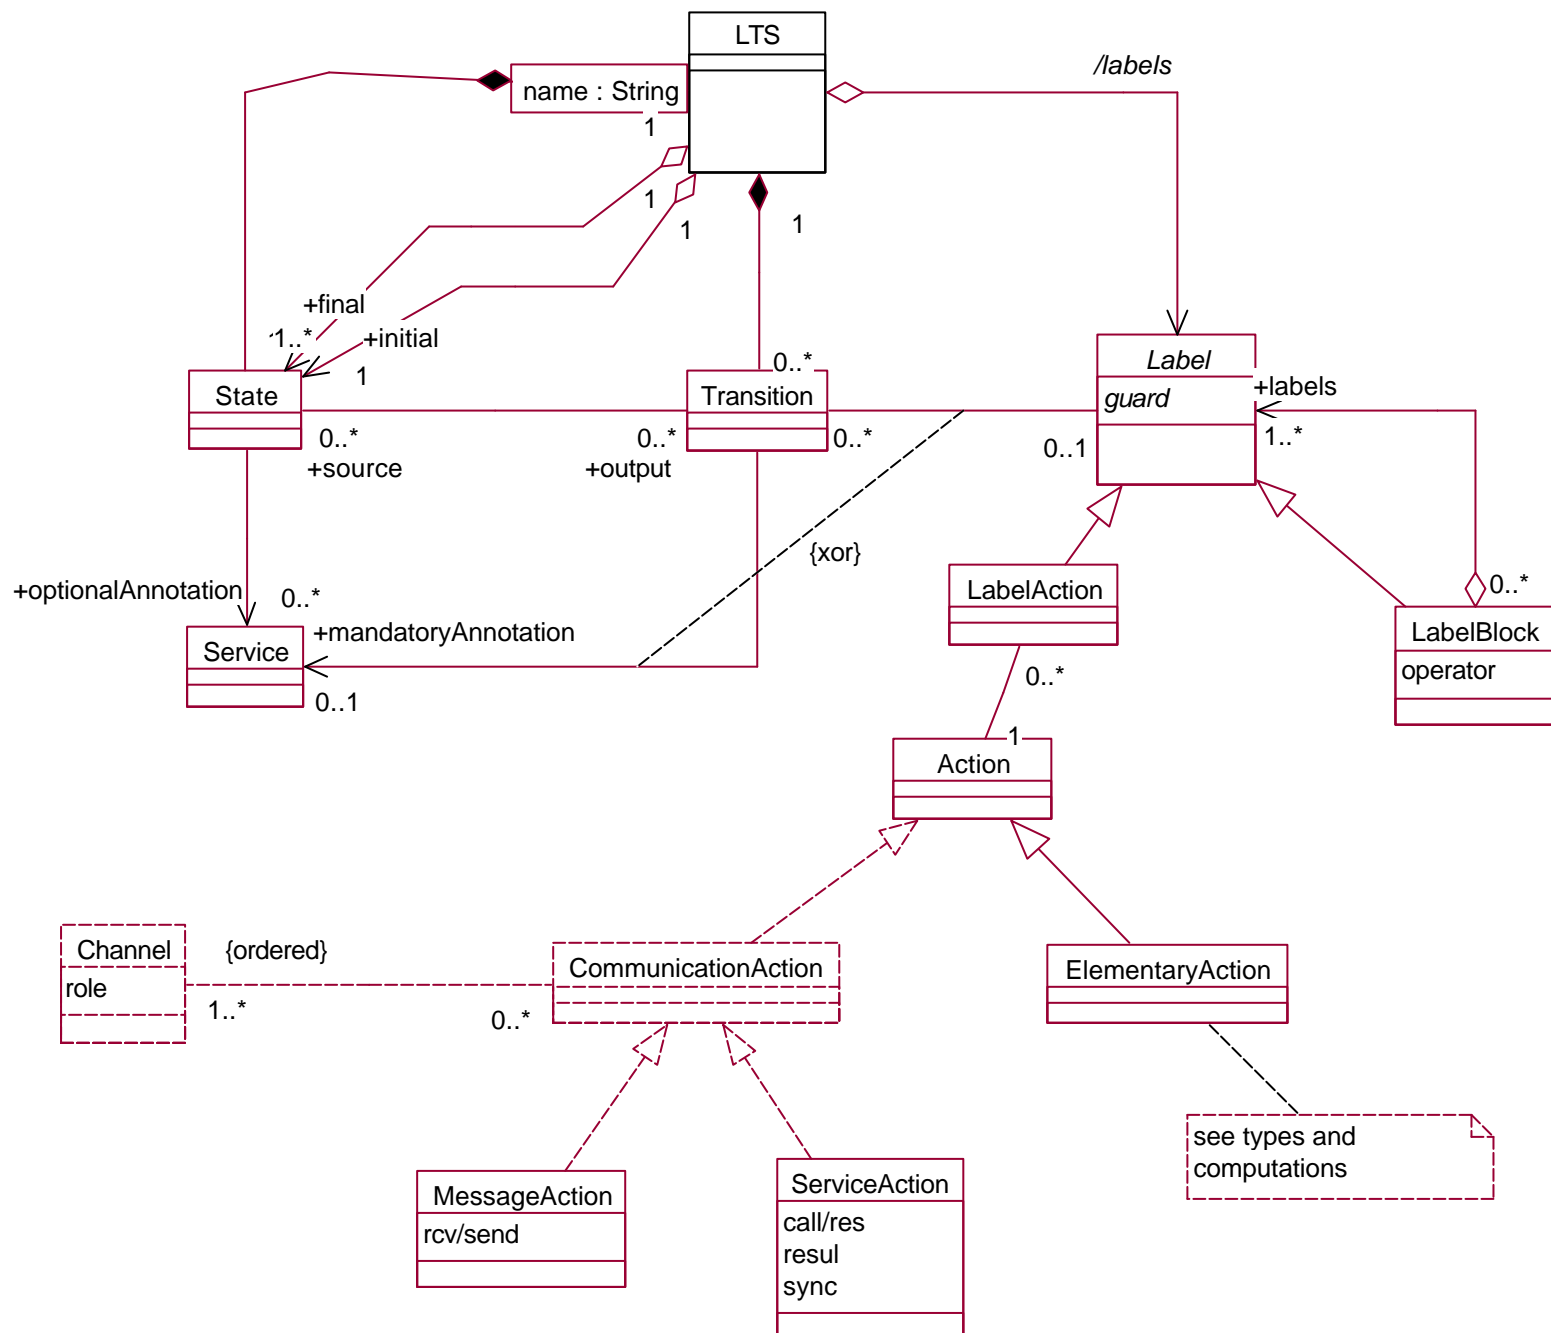 LTS
/labels
name : String
1
1
1
1
+final
1..*
+initial
1
0..*
Label
guard
+labels
1..*
State
Transition
0..*
+source
0..*
+output
0..*
0..1
{xor}
+optionalAnnotation
0..*
LabelAction
0..*
LabelBlock
operator
Service
+mandatoryAnnotation
0..1
0..*
1
Action
Channel
role
{ordered}
1..*
0..*
CommunicationAction
ElementaryAction
see types and
computations
MessageAction
rcv/send
ServiceAction
call/res
resul
sync